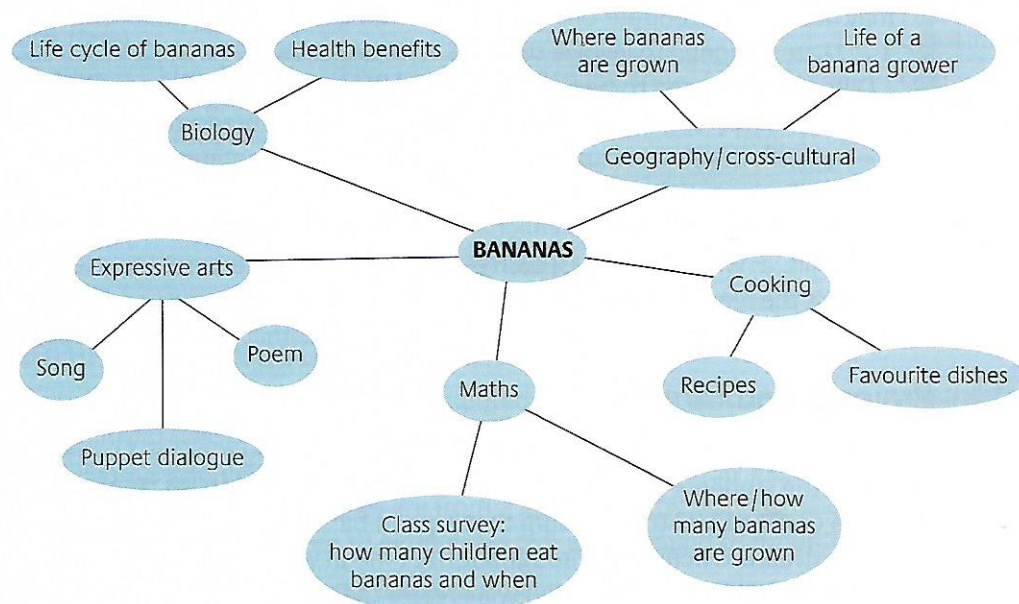 Life cycle of bananas
Health benefits
Where bananas
are grown
Life of a
banana grower
Biology
Geography/cross-cultural
BANANAS
Expressive arts
Cooking
Song
Poem
Maths
Recipes
Favourite dishes
Puppet dialogue
Class survey:
how many children eat
bananas and when
Where/how
many bananas
are grown